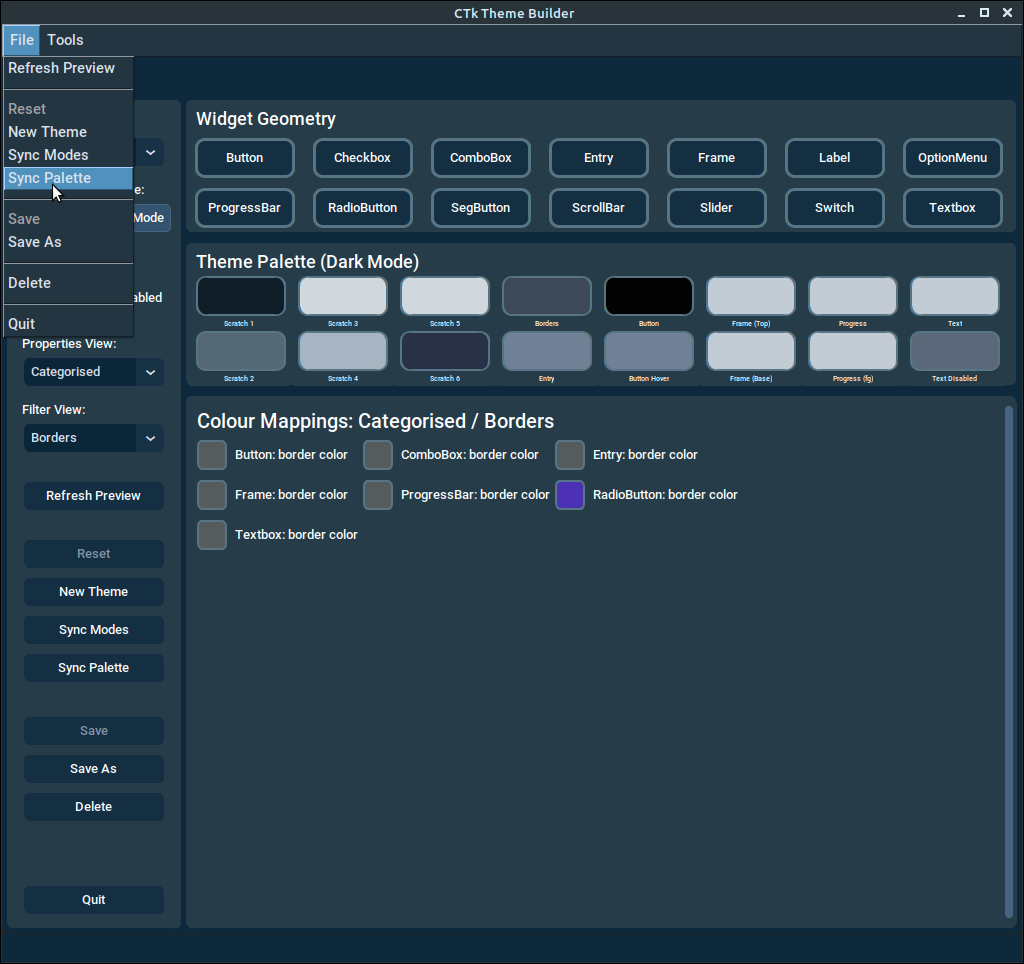 CTk Theme Builder
File Tools
Refresh Preview
Reset
New Theme
Sync Modes
Sync Palette
Save
Save As
Delete
Quit
e:
Mode
abled
Properties View:
Categorised
Filter View:
Borders
Refresh Preview
Reset
New Theme
Sync Modes
Sync Palette
Save
Save As
Delete
Quit
Widget Geometry
Button Checkbox ComboBox Entry Frame Label OptionMenu
ProgressBar RadioButton SegButton ScrollBar Slider Switch Textbox
Theme Palette (Dark Mode)
Scratch 1 Scratch 3 Scratch 5 Borders Button Frame (Top) Progress Text
Scratch 2 Scratch 4 Scratch 6 Entry Button Hover Frame (Base) Progress (fg) Text Disabled
Colour Mappings: Categorised / Borders
Button: border color ComboBox: border color Entry: border color
Frame: border color ProgressBar: border color RadioButton: border color
Textbox: border color